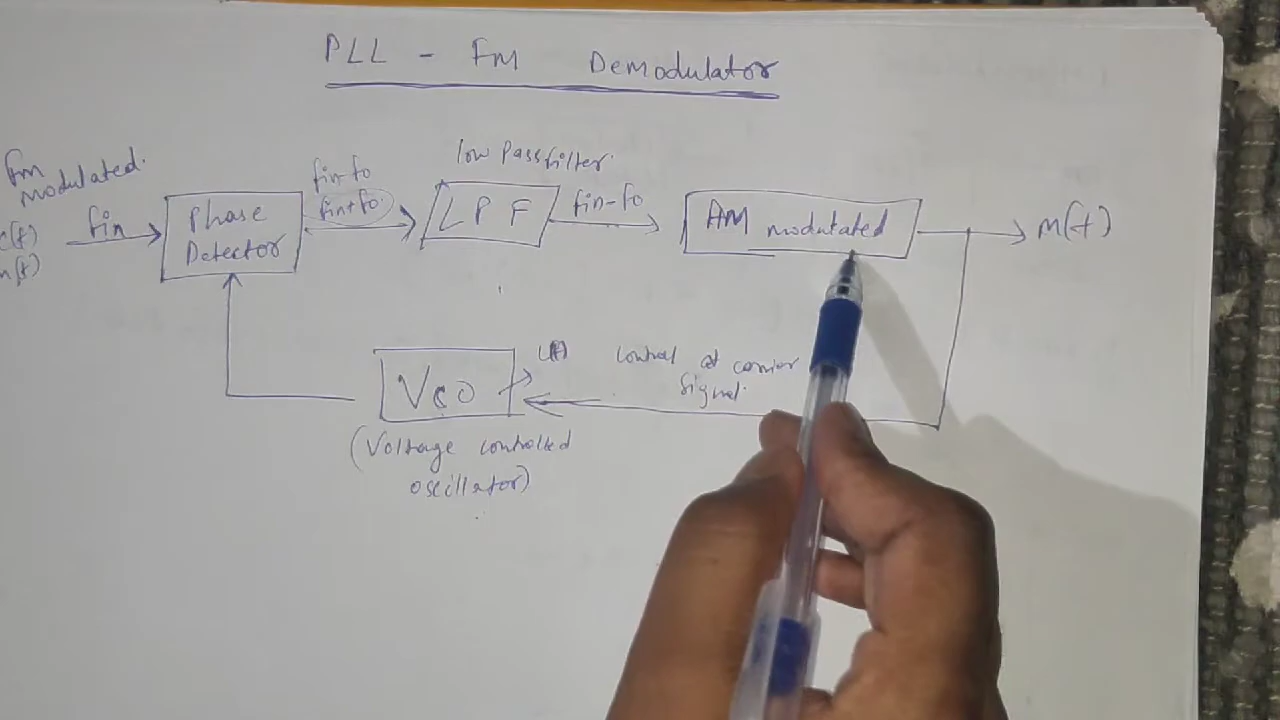 PLL - FM Demodulator
FM
modulated.
c(t)
m(t)
fin
Phase
Detector
fin-fo
fin+fo.
low Pass filter.
LPF
fin-fo
AM modutated
m(t)
VCO
control at carrier
Signal.
(Voltage controlled
oscillator)